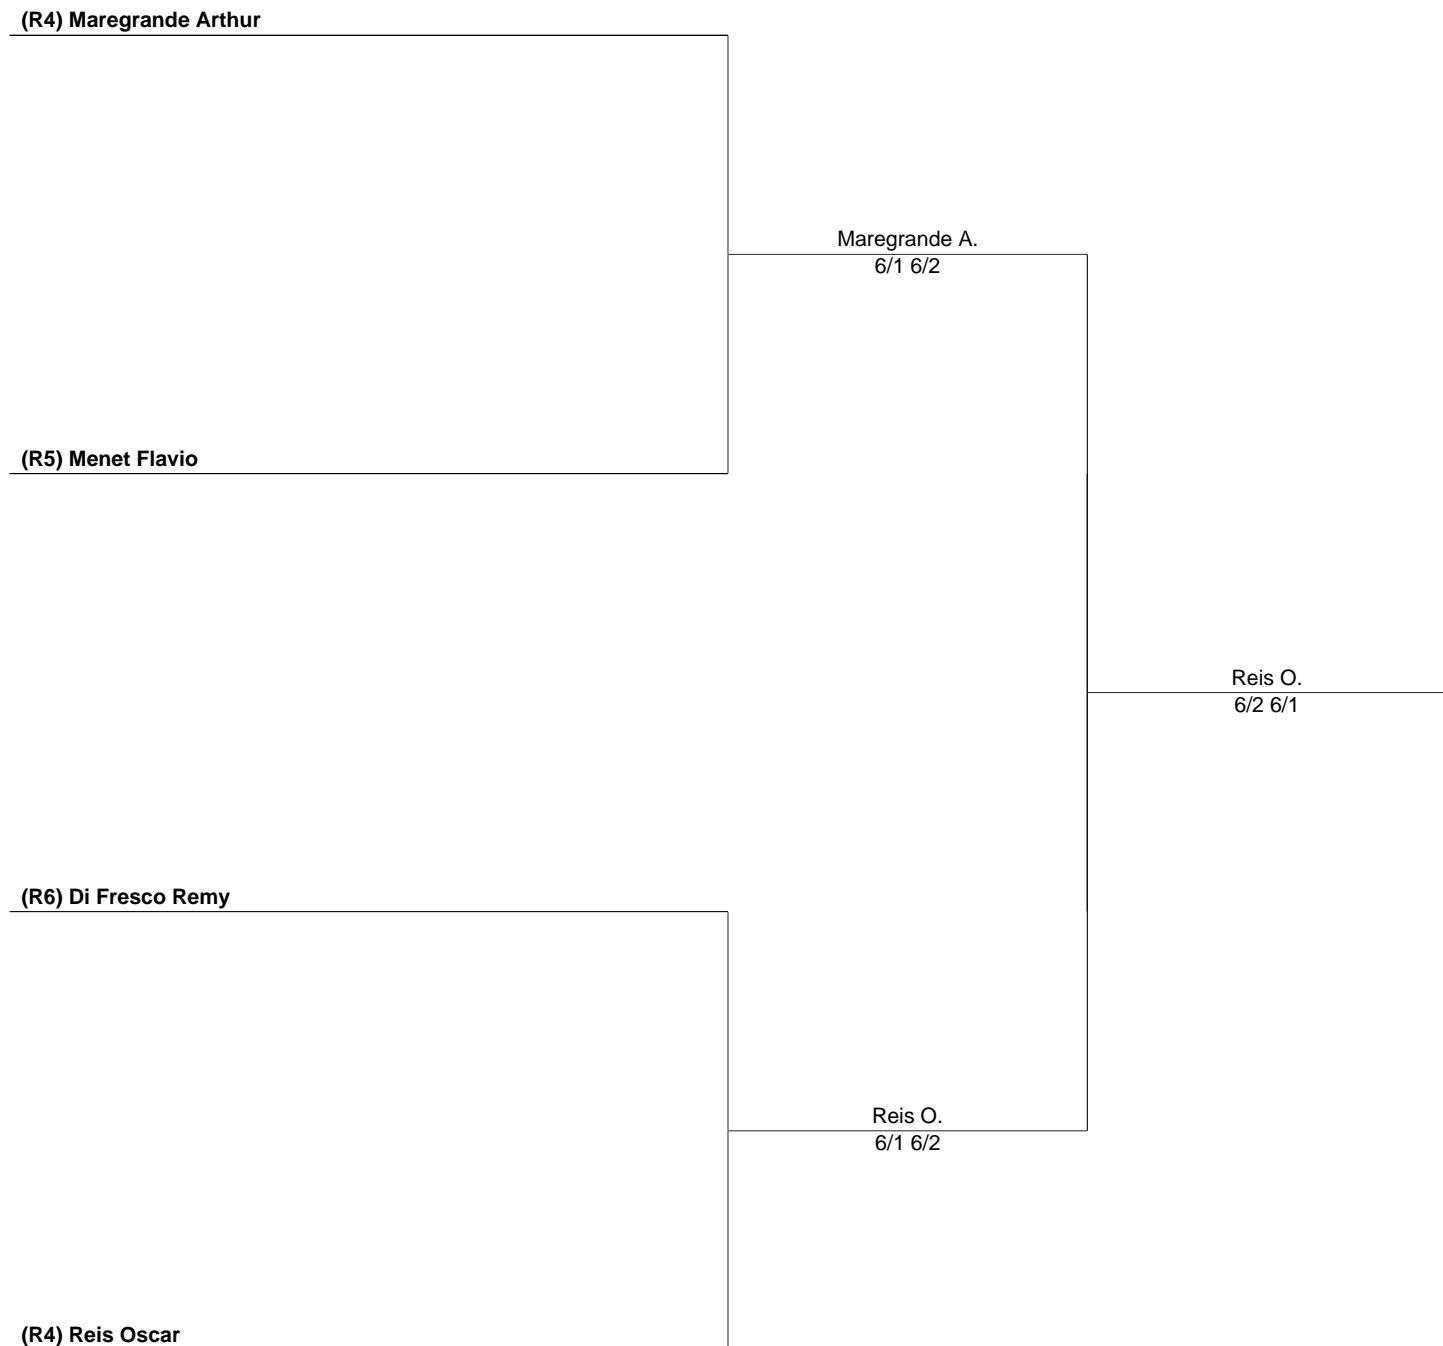 (R4) Maregrande Arthur
Maregrande A.
6/1 6/2
(R5) Menet Flavio
Reis O.
6/2 6/1
(R6) Di Fresco Remy
Reis O.
6/1 6/2
(R4) Reis Oscar